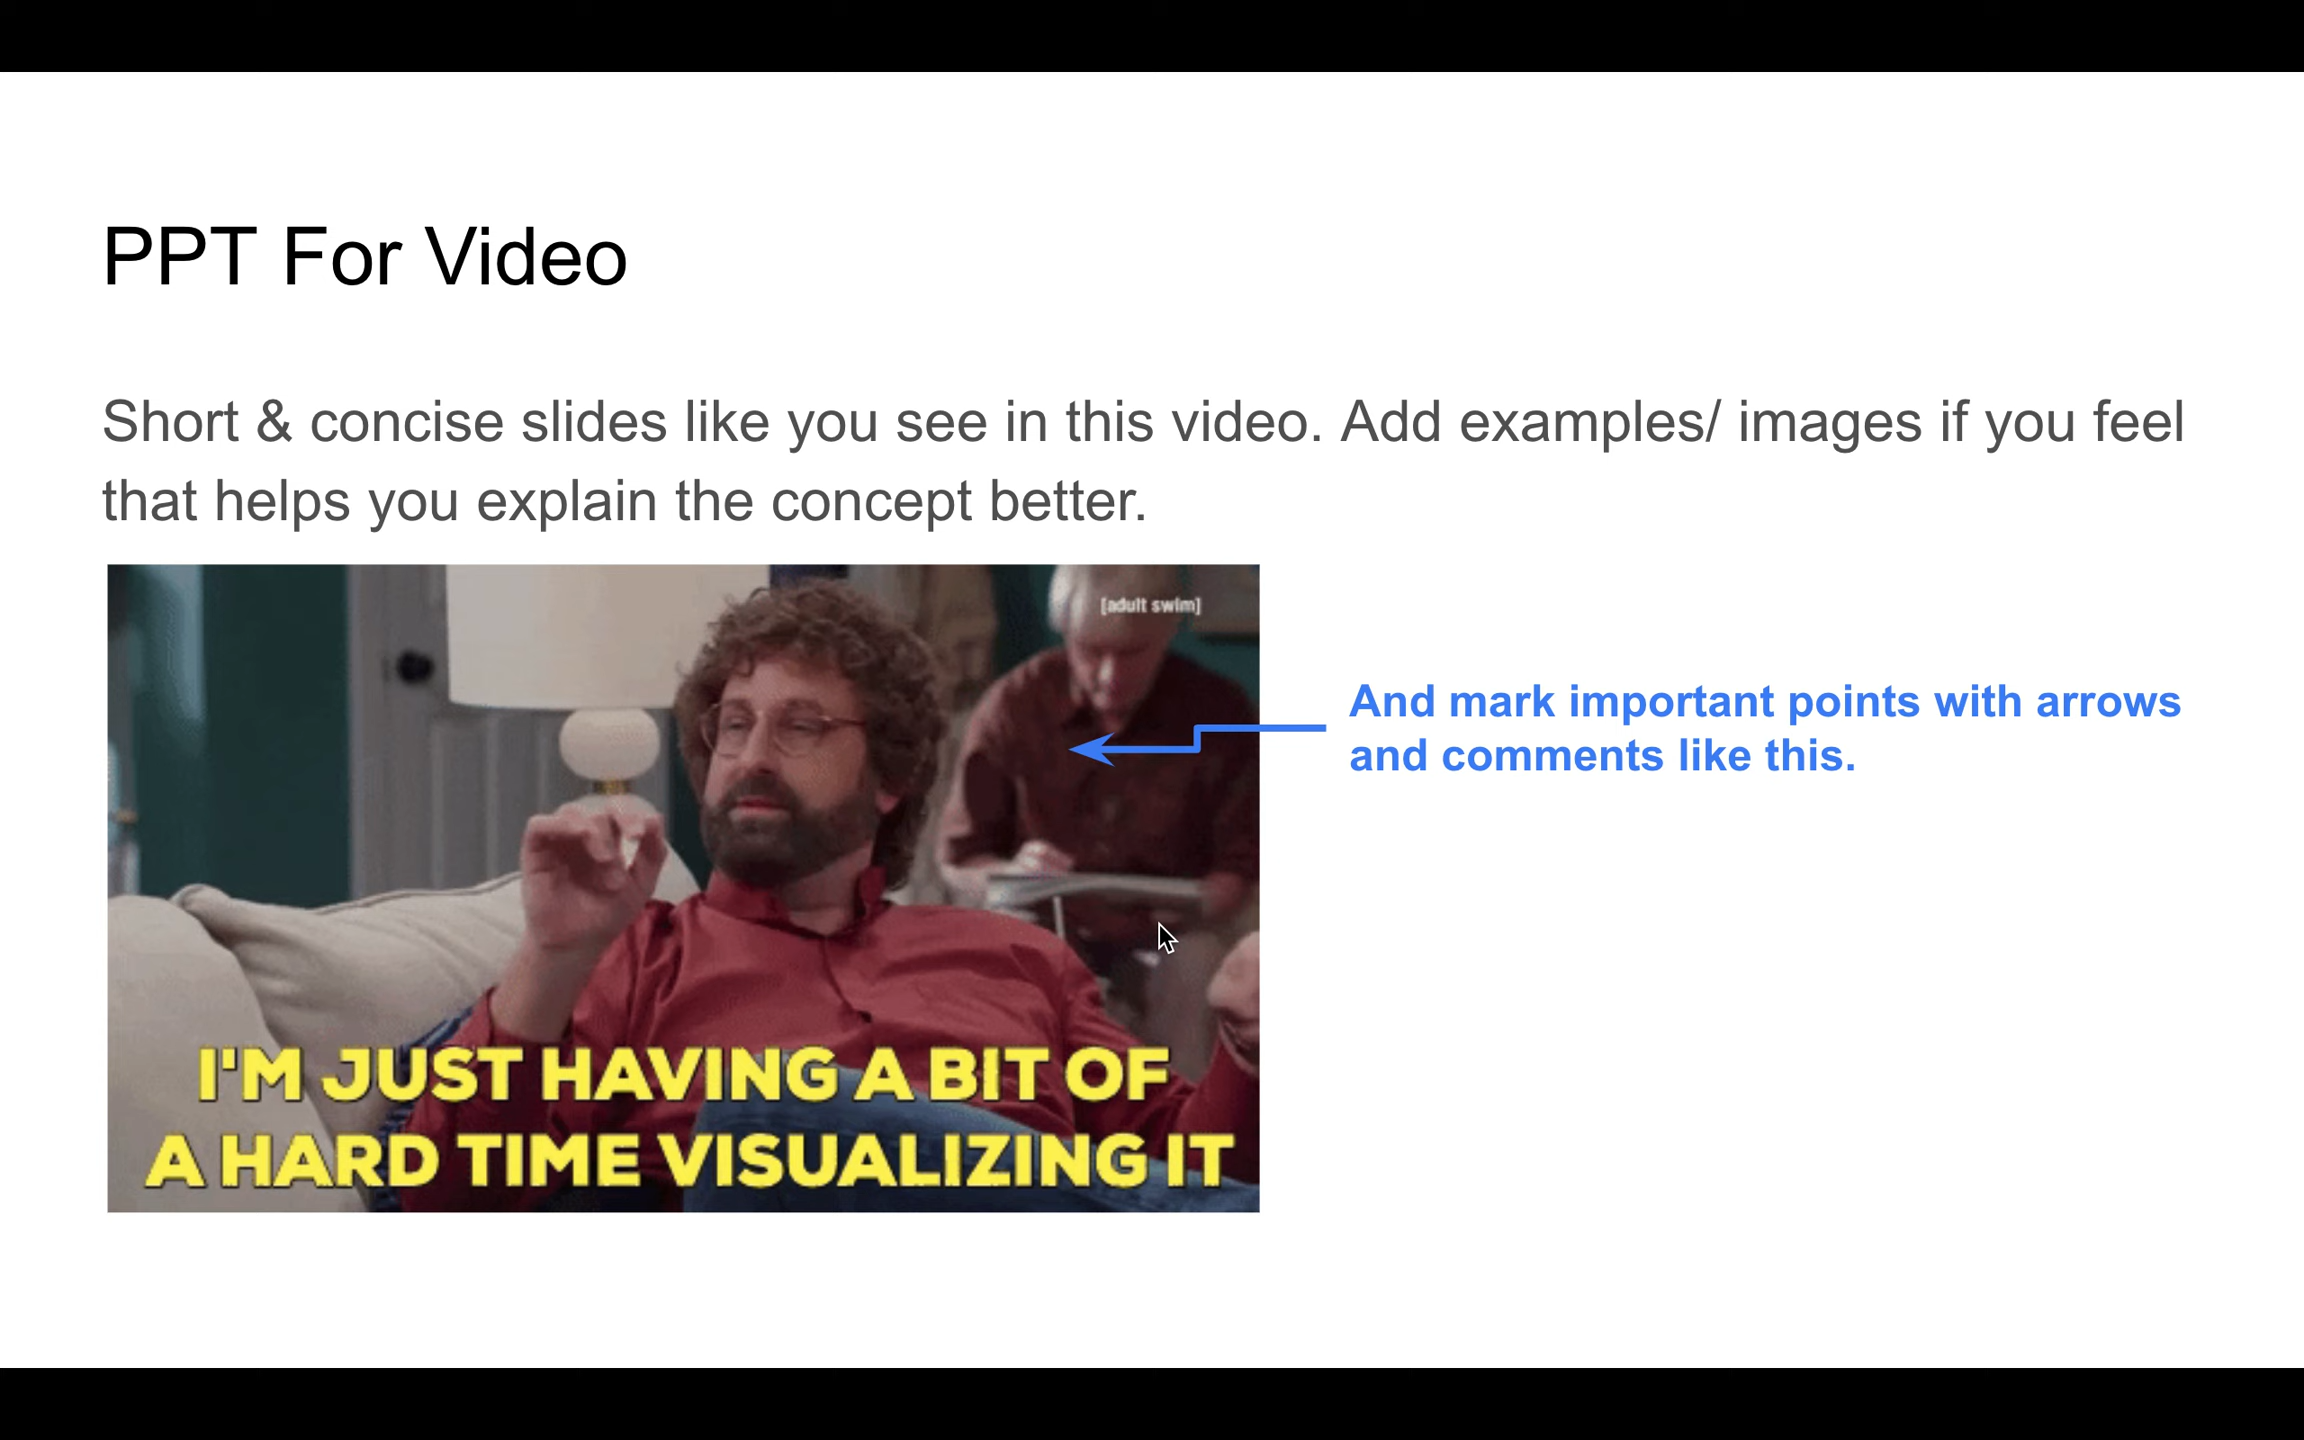 PPT For Video
Short & concise slides like you see in this video. Add examples/ images if you feel
that helps you explain the concept better.
[adult swim]
And mark important points with arrows
and comments like this.
I'M JUST HAVING A BIT OF
A HARD TIME VISUALIZING IT